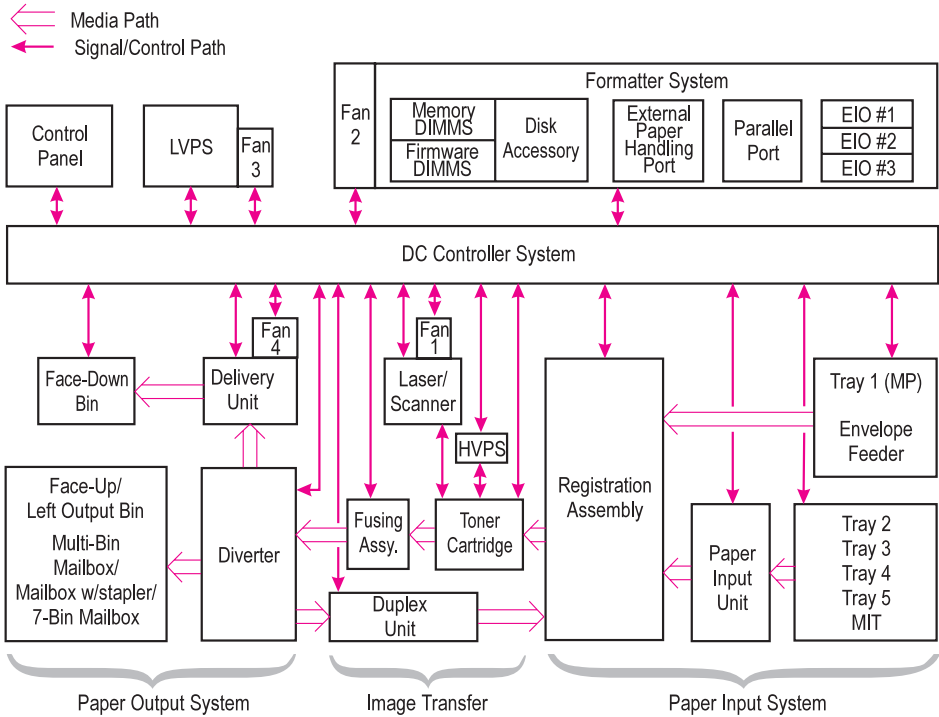 Media Path
Signal/Control Path
Formatter System
Fan
2
Memory
DIMMS
Firmware
DIMMS
Disk
Accessory
External
Paper
Handling
Port
Parallel
Port
EIO #1
EIO #2
EIO #3
Control
Panel
LVPS
Fan
3
DC Controller System
Fan
4
Fan
1
Face-Down
Bin
Delivery
Unit
Laser/
Scanner
HVPS
Registration
Assembly
Tray 1 (MP)
Envelope
Feeder
Face-Up/
Left Output Bin
Multi-Bin
Mailbox/
Mailbox w/stapler/
7-Bin Mailbox
Diverter
Fusing
Assy.
Toner
Cartridge
Duplex
Unit
Paper
Input
Unit
Tray 2
Tray 3
Tray 4
Tray 5
MIT
Paper Output System
Image Transfer
Paper Input System